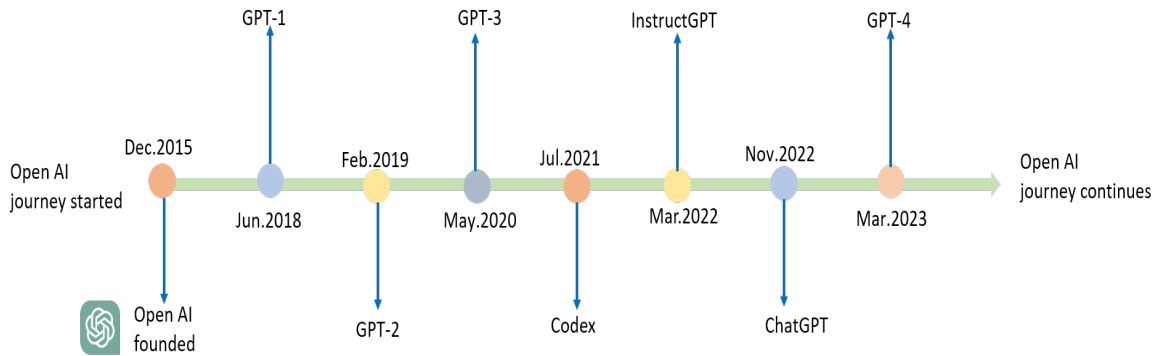 GPT-1
GPT-3
InstructGPT
GPT-4
Dec.2015
Feb.2019
Jul.2021
Nov.2022
Open AI
journey started
Open AI
journey continues
Jun.2018
May.2020
Mar.2022
Mar.2023
Open AI
founded
GPT-2
Codex
ChatGPT